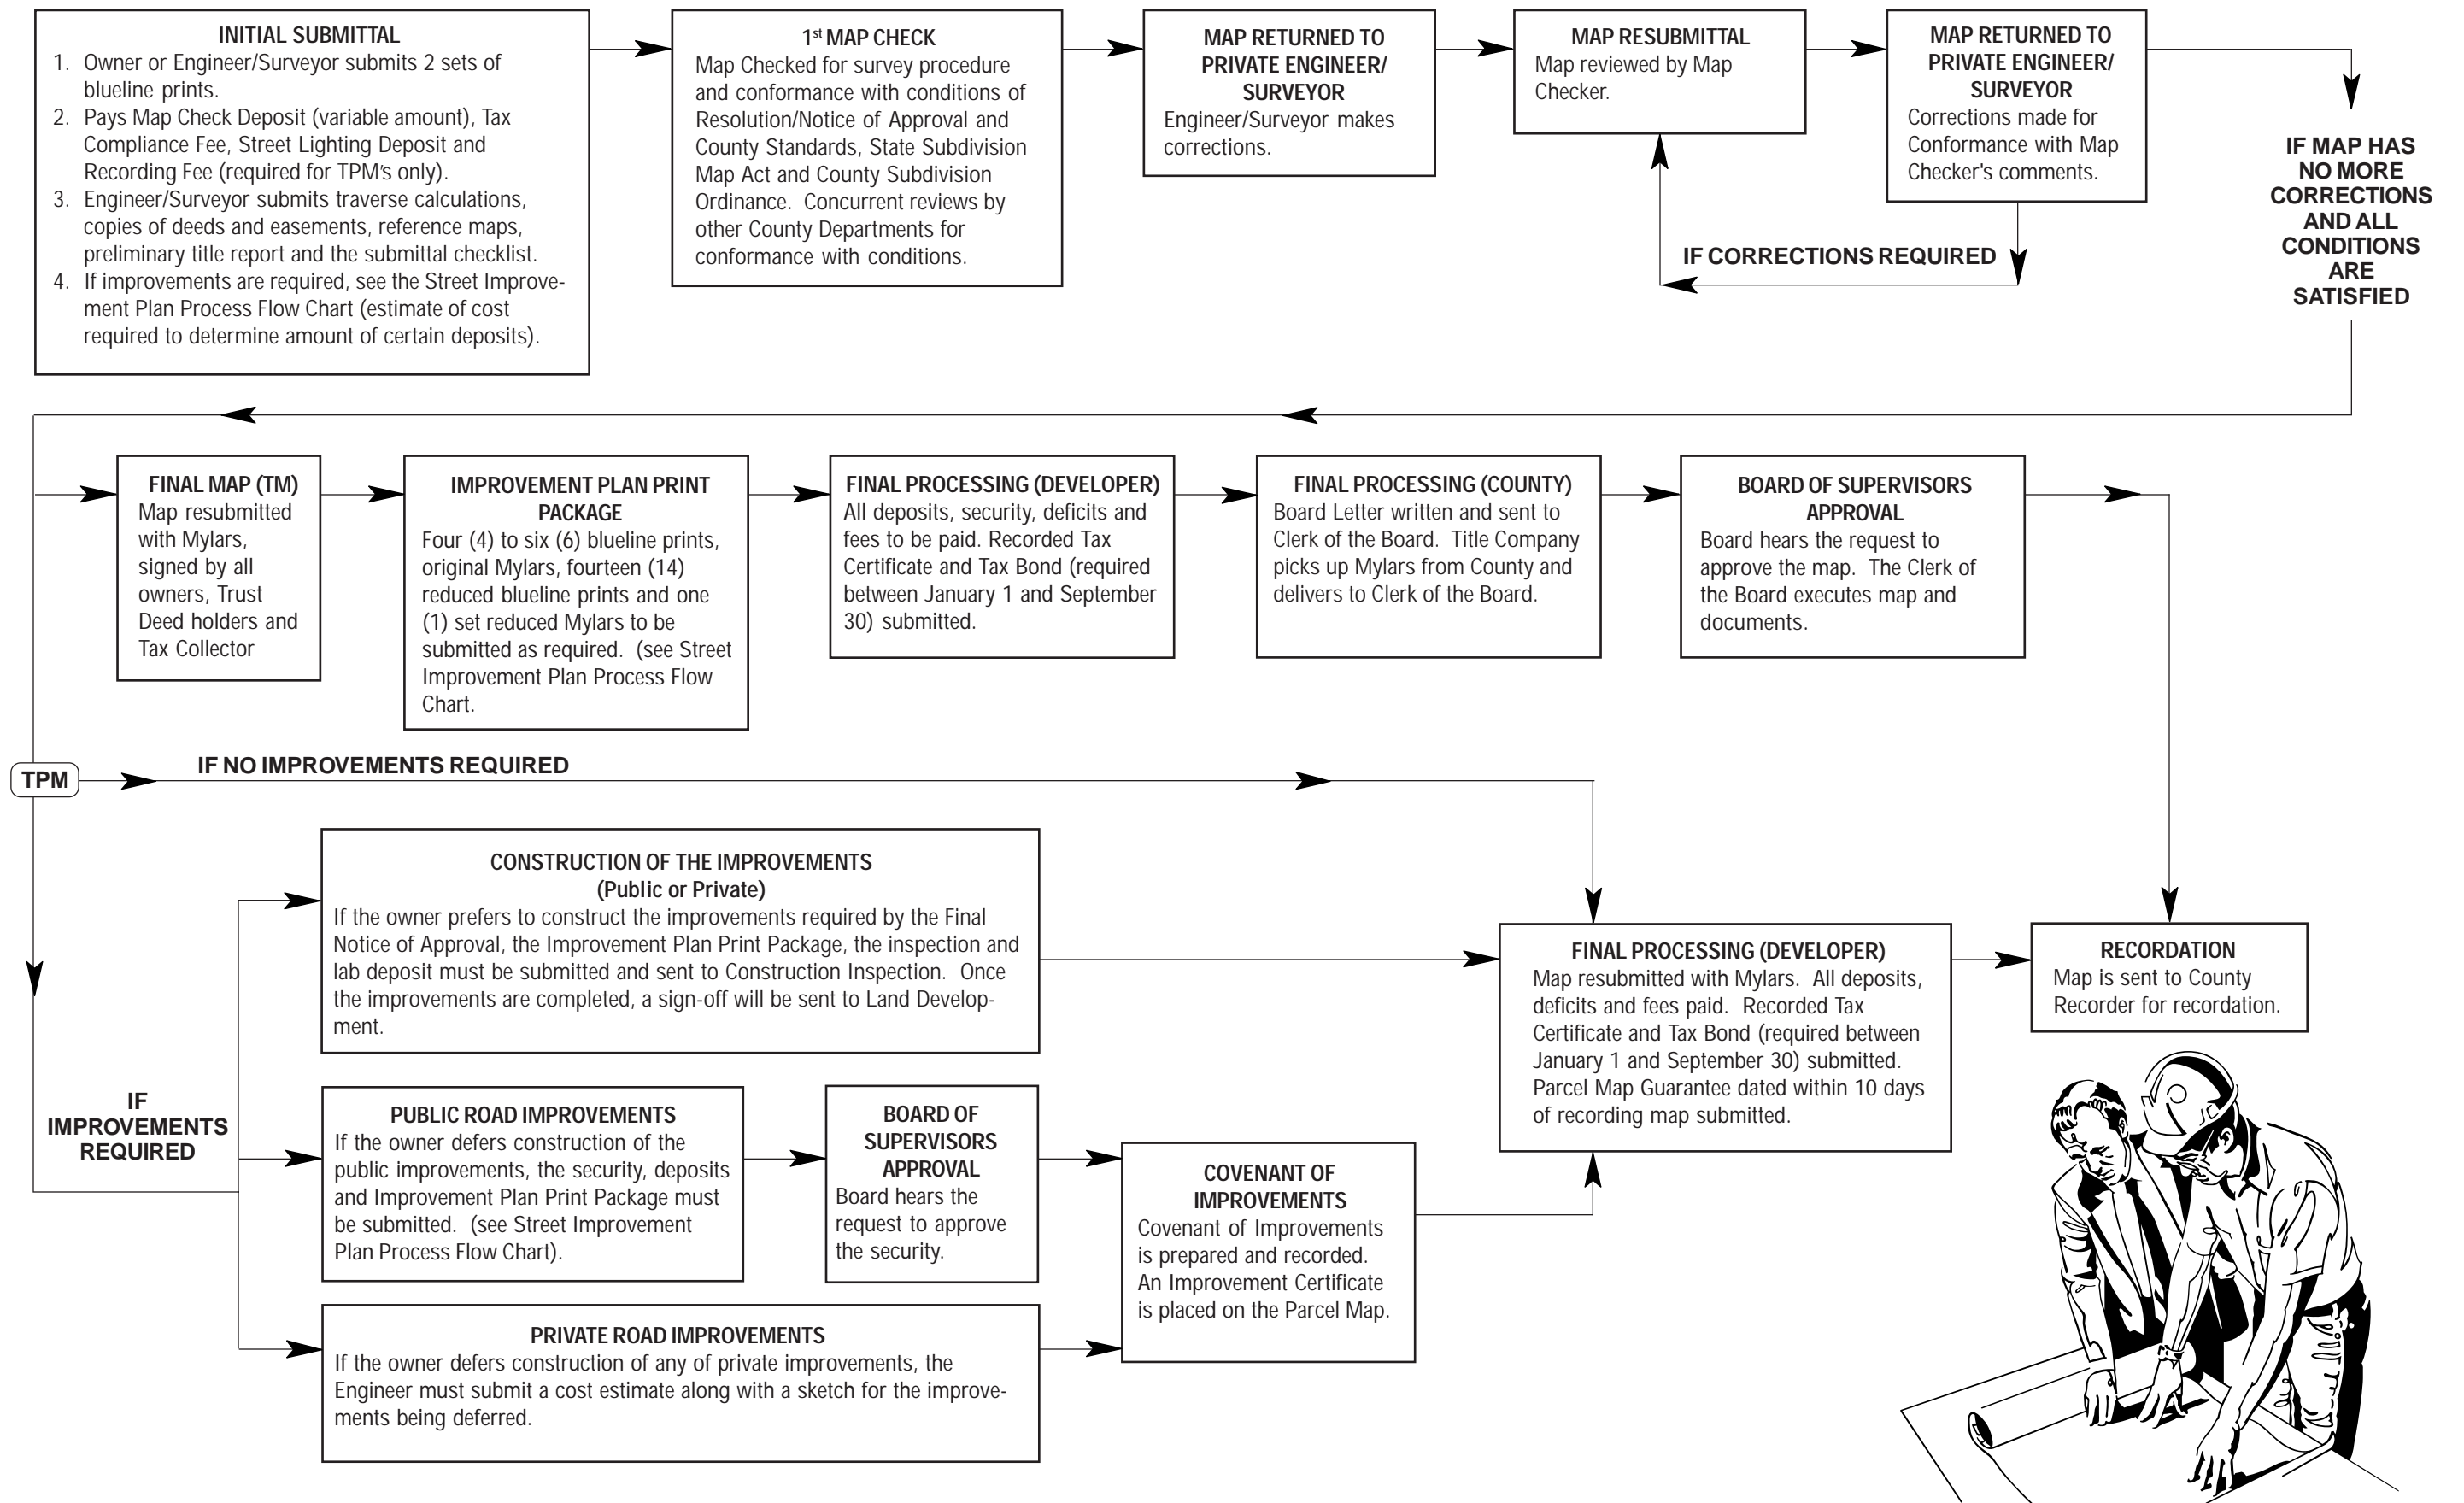 INITIAL SUBMITTAL
1. Owner or Engineer/Surveyor submits 2 sets of
blueline prints.
2. Pays Map Check Deposit (variable amount), Tax
Compliance Fee, Street Lighting Deposit and
Recording Fee (required for TPM's only).
3. Engineer/Surveyor submits traverse calculations,
copies of deeds and easements, reference maps,
preliminary title report and the submittal checklist.
4. If improvements are required, see the Street Improve-
ment Plan Process Flow Chart (estimate of cost
required to determine amount of certain deposits).
1st MAP CHECK
Map Checked for survey procedure
and conformance with conditions of
Resolution/Notice of Approval and
County Standards, State Subdivision
Map Act and County Subdivision
Ordinance. Concurrent reviews by
other County Departments for
conformance with conditions.
MAP RETURNED TO
PRIVATE ENGINEER/
SURVEYOR
Engineer/Surveyor makes
corrections.
MAP RESUBMITTAL
Map reviewed by Map
Checker.
MAP RETURNED TO
PRIVATE ENGINEER/
SURVEYOR
Corrections made for
Conformance with Map
Checker's comments.
IF CORRECTIONS REQUIRED
IF MAP HAS
NO MORE
CORRECTIONS
AND ALL
CONDITIONS
ARE
SATISFIED
FINAL MAP (TM)
Map resubmitted
with Mylars,
signed by all
owners, Trust
Deed holders and
Tax Collector
IMPROVEMENT PLAN PRINT
PACKAGE
Four (4) to six (6) blueline prints,
original Mylars, fourteen (14)
reduced blueline prints and one
(1) set reduced Mylars to be
submitted as required. (see Street
Improvement Plan Process Flow
Chart.
FINAL PROCESSING (DEVELOPER)
All deposits, security, deficits and
fees to be paid. Recorded Tax
Certificate and Tax Bond (required
between January 1 and September
30) submitted.
FINAL PROCESSING (COUNTY)
Board Letter written and sent to
Clerk of the Board. Title Company
picks up Mylars from County and
delivers to Clerk of the Board.
BOARD OF SUPERVISORS
APPROVAL
Board hears the request to
approve the map. The Clerk of
the Board executes map and
documents.
TPM
IF NO IMPROVEMENTS REQUIRED
CONSTRUCTION OF THE IMPROVEMENTS
(Public or Private)
If the owner prefers to construct the improvements required by the Final
Notice of Approval, the Improvement Plan Print Package, the inspection and
lab deposit must be submitted and sent to Construction Inspection. Once
the improvements are completed, a sign-off will be sent to Land Develop-
ment.
IF
IMPROVEMENTS
REQUIRED
PUBLIC ROAD IMPROVEMENTS
If the owner defers construction of the
public improvements, the security, deposits
and Improvement Plan Print Package must
be submitted. (see Street Improvement
Plan Process Flow Chart).
BOARD OF
SUPERVISORS
APPROVAL
Board hears the
request to approve
the security.
PRIVATE ROAD IMPROVEMENTS
If the owner defers construction of any of private improvements, the
Engineer must submit a cost estimate along with a sketch for the improve-
ments being deferred.
COVENANT OF
IMPROVEMENTS
Covenant of Improvements
is prepared and recorded.
An Improvement Certificate
is placed on the Parcel Map.
FINAL PROCESSING (DEVELOPER)
Map resubmitted with Mylars. All deposits,
deficits and fees paid. Recorded Tax
Certificate and Tax Bond (required between
January 1 and September 30) submitted.
Parcel Map Guarantee dated within 10 days
of recording map submitted.
RECORDATION
Map is sent to County
Recorder for recordation.